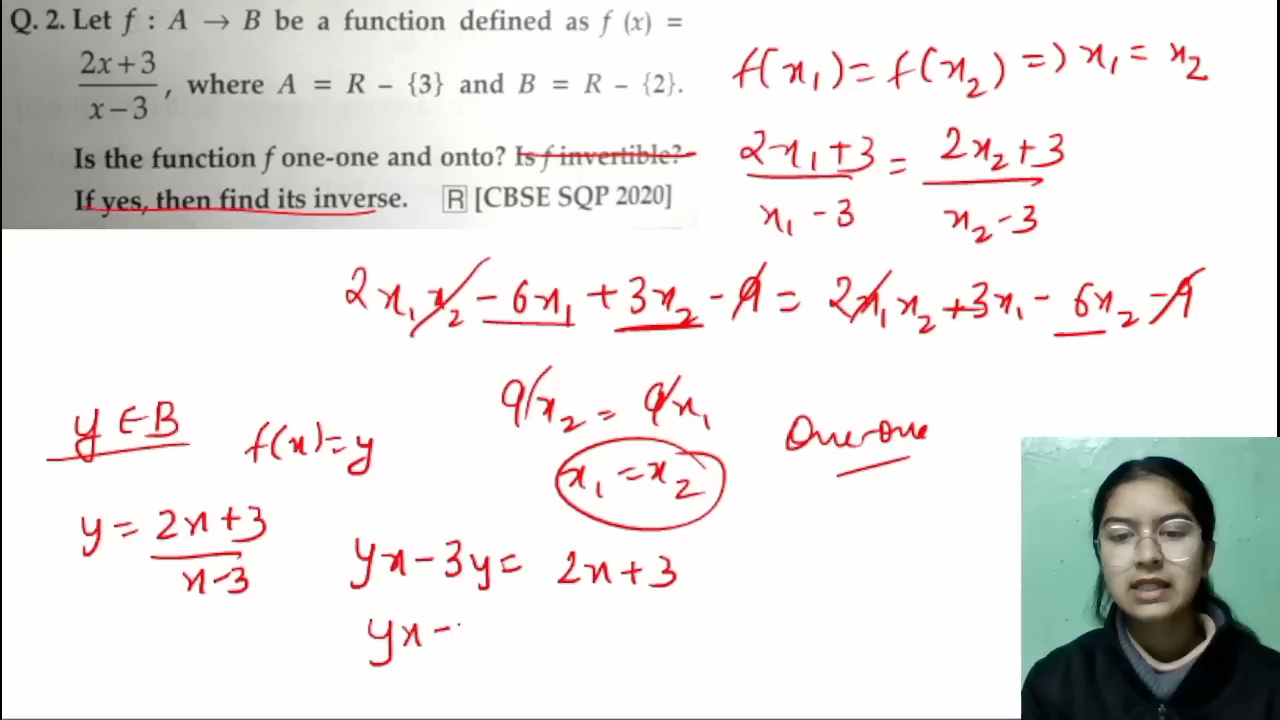 Q. 2. Let f : A → B be a function defined as f (x) =
2x+3
x−3
, where A = R − {3} and B = R − {2}.
Is the function f one-one and onto? Is f invertible?
If yes, then find its inverse. R [CBSE SQP 2020]
f(x₁) = f(x₂) => x₁ = x₂
2x₁+3 = 2x₂+3
x₁-3 x₂-3
2x₁x₂ - 6x₁ + 3x₂ - 9 = 2x₁x₂ + 3x₁ - 6x₂ - 9
9x₂ = 9x₁
x₁ = x₂
One-one
y ∈ B f(x) = y
y = 2x+3
x-3
yx - 3y = 2x+3
yx -